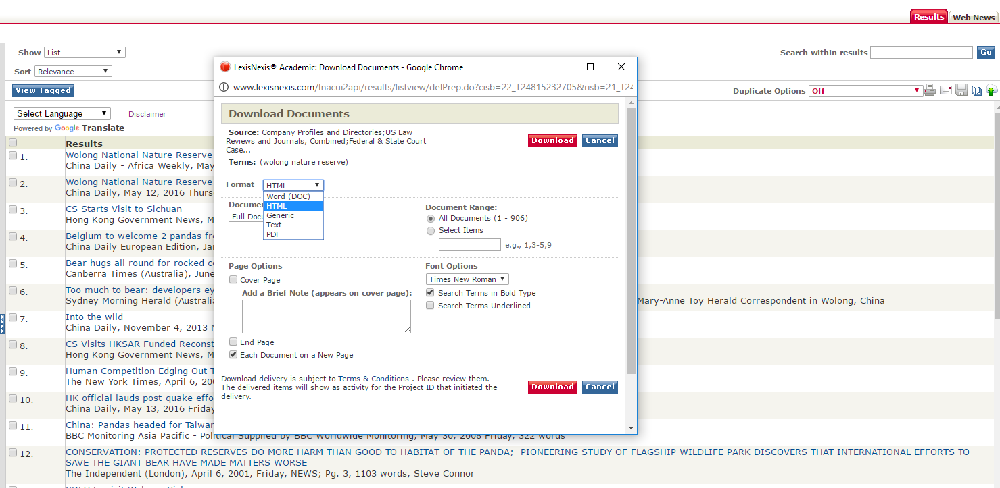 Results Web News
Show List
Search within results Go
Sort Relevance
View Tagged
Duplicate Options Off
Select Language Disclaimer
Powered by Google Translate
Results
1. Wolong National Nature Reserve
China Daily - Africa Weekly, May
2. Wolong National Nature Reserve
China Daily, May 12, 2016 Thurs
3. CS Starts Visit to Sichuan
Hong Kong Government News, M
4. Belgium to welcome 2 pandas fr
China Daily European Edition, Ja
5. Bear hugs all round for rocked c
Canberra Times (Australia), June
6. Too much to bear: developers ey
Sydney Morning Herald (Australi Mary-Anne Toy Herald Correspondent in Wolong, China
7. Into the wild
China Daily, November 4, 2013
8. CS Visits HKSAR-Funded Reconst
Hong Kong Government News, M
9. Human Competition Edging Out T
The New York Times, April 6, 20
10. HK official lauds post-quake effo
China Daily, May 13, 2016 Friday
11. China: Pandas headed for Taiwan
BBC Monitoring Asia Pacific - Political Supplied by BBC Worldwide Monitoring, May 30, 2008 Friday, 322 words
12. CONSERVATION: PROTECTED RESERVES DO MORE HARM THAN GOOD TO HABITAT OF THE PANDA; PIONEERING STUDY OF FLAGSHIP WILDLIFE PARK DISCOVERS THAT INTERNATIONAL EFFORTS TO
SAVE THE GIANT BEAR HAVE MADE MATTERS WORSE
The Independent (London), April 6, 2001, Friday, NEWS; Pg. 3, 1103 words, Steve Connor
LexisNexis® Academic: Download Documents - Google Chrome
www.lexisnexis.com/lnacui2api/results/listview/delPrep.do?cisb=22_T24815232705&risb=21_T24
Download Documents
Source: Company Profiles and Directories;US Law
Reviews and Journals, Combined;Federal & State Court
Case...
Download Cancel
Terms: (wolong nature reserve)
Format HTML
Word (DOC)
HTML
Generic
Text
PDF
Documen
Full Docu
Document Range:
All Documents (1 - 906)
Select Items
e.g., 1,3-5,9
Page Options
Cover Page
Add a Brief Note (appears on cover page):
End Page
Each Document on a New Page
Font Options
Times New Roman
Search Terms in Bold Type
Search Terms Underlined
Download delivery is subject to Terms & Conditions . Please review them.
The delivered items will show as activity for the Project ID that initiated the
delivery.
Download Cancel